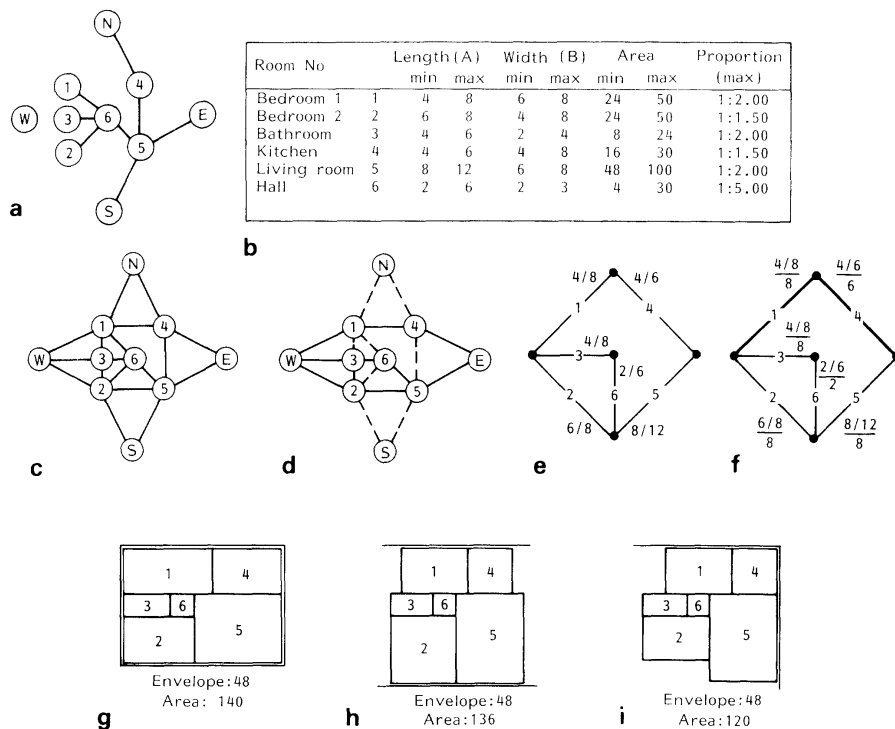 N
4
1
W
3
6
E
5
2
S
a
Room No Length (A) Width (B) Area Proportion
min max min max min max (max)
Bedroom 1 1 4 8 6 8 24 50 1:2.00
Bedroom 2 2 6 8 4 8 24 50 1:1.50
Bathroom 3 4 6 2 4 8 24 1:2.00
Kitchen 4 4 6 4 8 16 30 1:1.50
Living room 5 8 12 6 8 48 100 1:2.00
Hall 6 2 6 2 3 4 30 1:5.00
b
N
1 4
W 3 6 E
2 5
S
c
N
1 4
W 3 6 E
2 5
S
d
4/8 4/6
1 4
4/8
3
2/6
2 6 5
6/8 8/12
e
4/8 4/6
8 6
1 4
4/8
8
3
2/6
2
2 6 5
6/8 8/12
8 8
f
1 4
3 6
5
2
Envelope:48
Area: 140
g
1 4
3 6
5
2
Envelope:48
Area:136
h
1 4
3 6
5
2
Envelope:48
Area:120
i